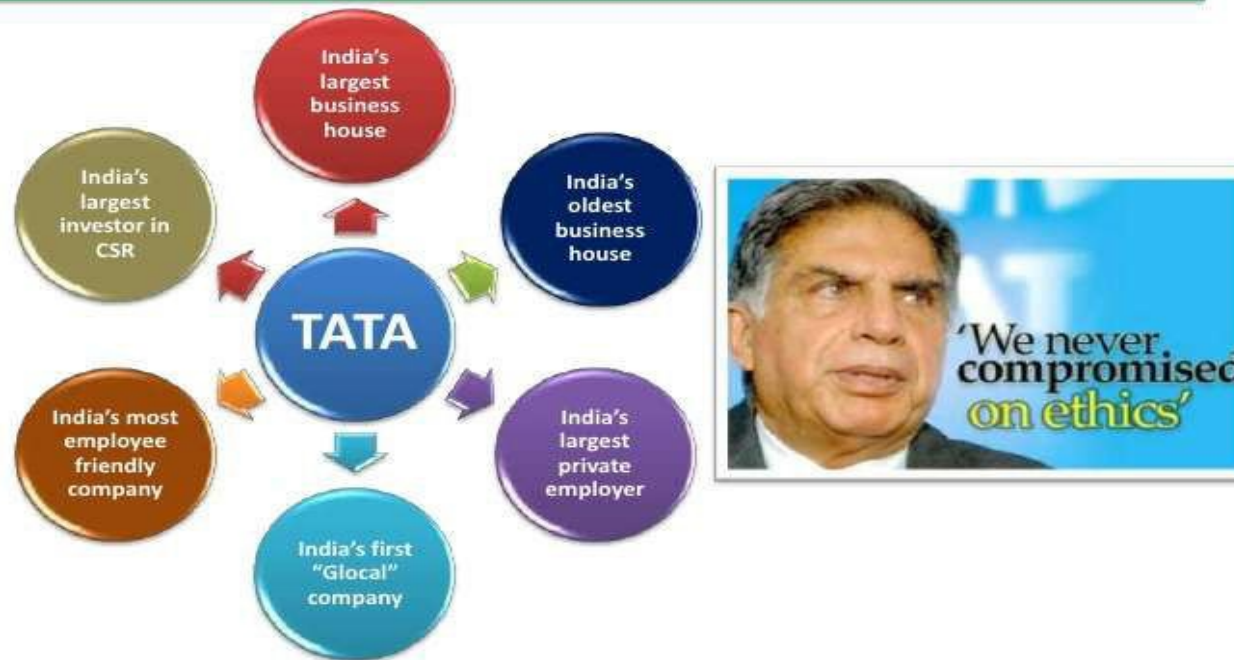 India's
largest
business
house
India's
oldest
business
house
India's
largest
private
employer
India's first
"Glocal"
company
India's most
employee
friendly
company
India's
largest
investor in
CSR
TATA
AT
'We never
compromised
on ethics'